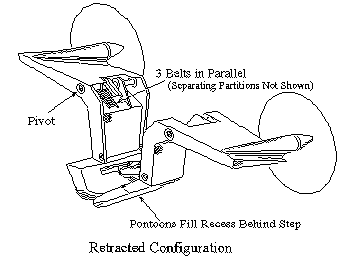 3 Belts in Parallel
(Separating Partitions Not Shown)
Pivot
Pontoons Fill Recess Behind Step
Retracted Configuration